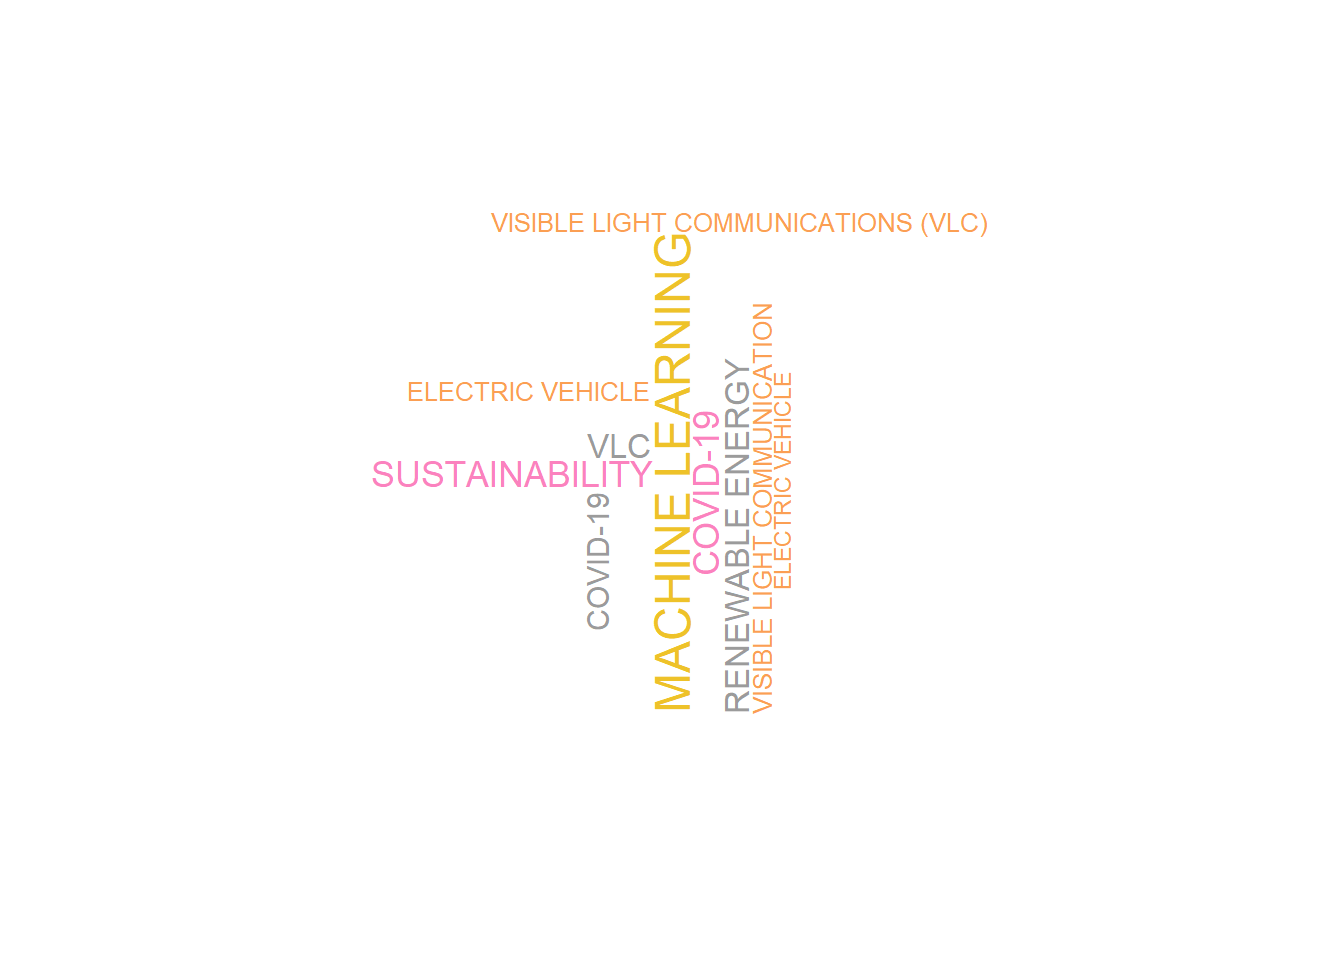 VISIBLE LIGHT COMMUNICATIONS (VLC)
ELECTRIC VEHICLE
VLC
SUSTAINABILITY
COVID-19
MACHINE LEARNING
COVID-19
RENEWABLE ENERGY
VISIBLE LIGHT COMMUNICATION
ELECTRIC VEHICLE